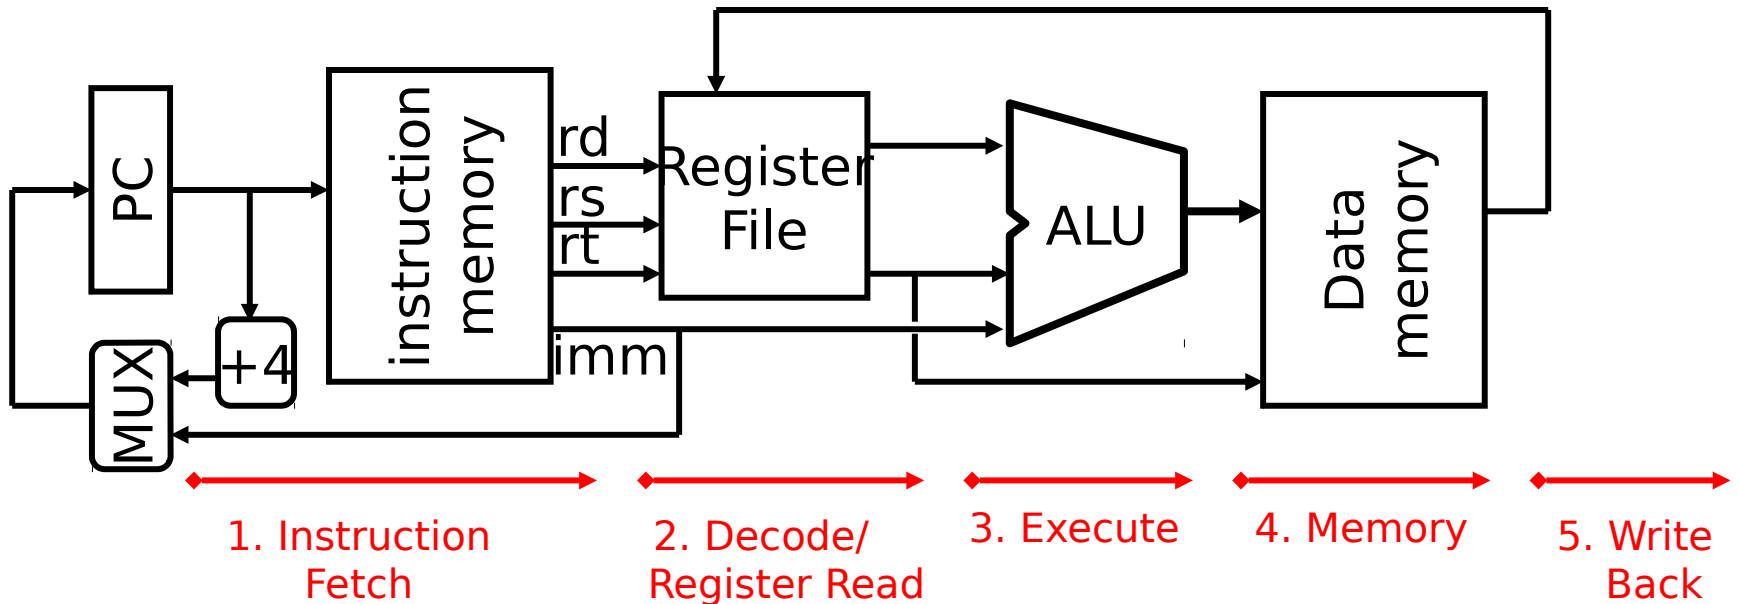 PC
instruction
memory
rd
rs
rt
imm
Register
File
ALU
Data
memory
+4
MUX
1. Instruction
Fetch
2. Decode/
Register Read
3. Execute
4. Memory
5. Write
Back